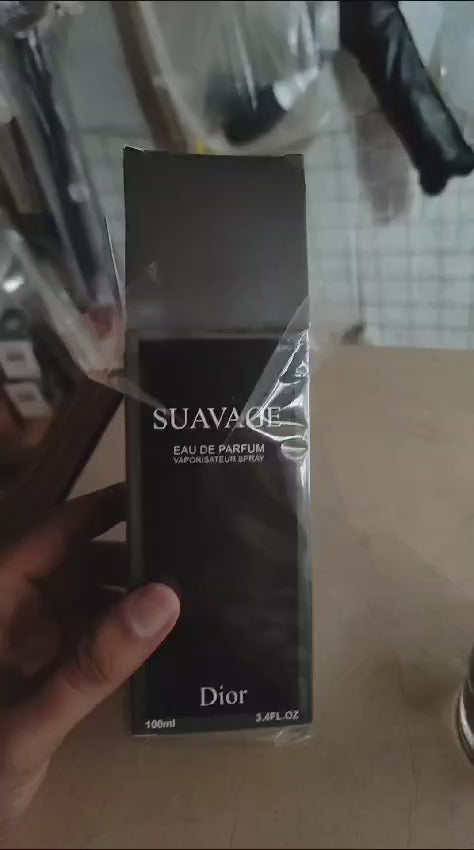 SUAVAGE
EAU DE PARFUM
VAPORISATEUR SPRAY
Dior
100ml
3.4FL.OZ